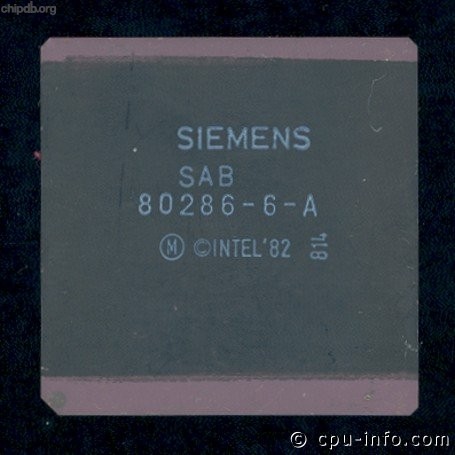 chipdb.org
SIEMENS
SAB
80286-6-A
Ⓜ ©INTEL'82 814
© cpu-info.com